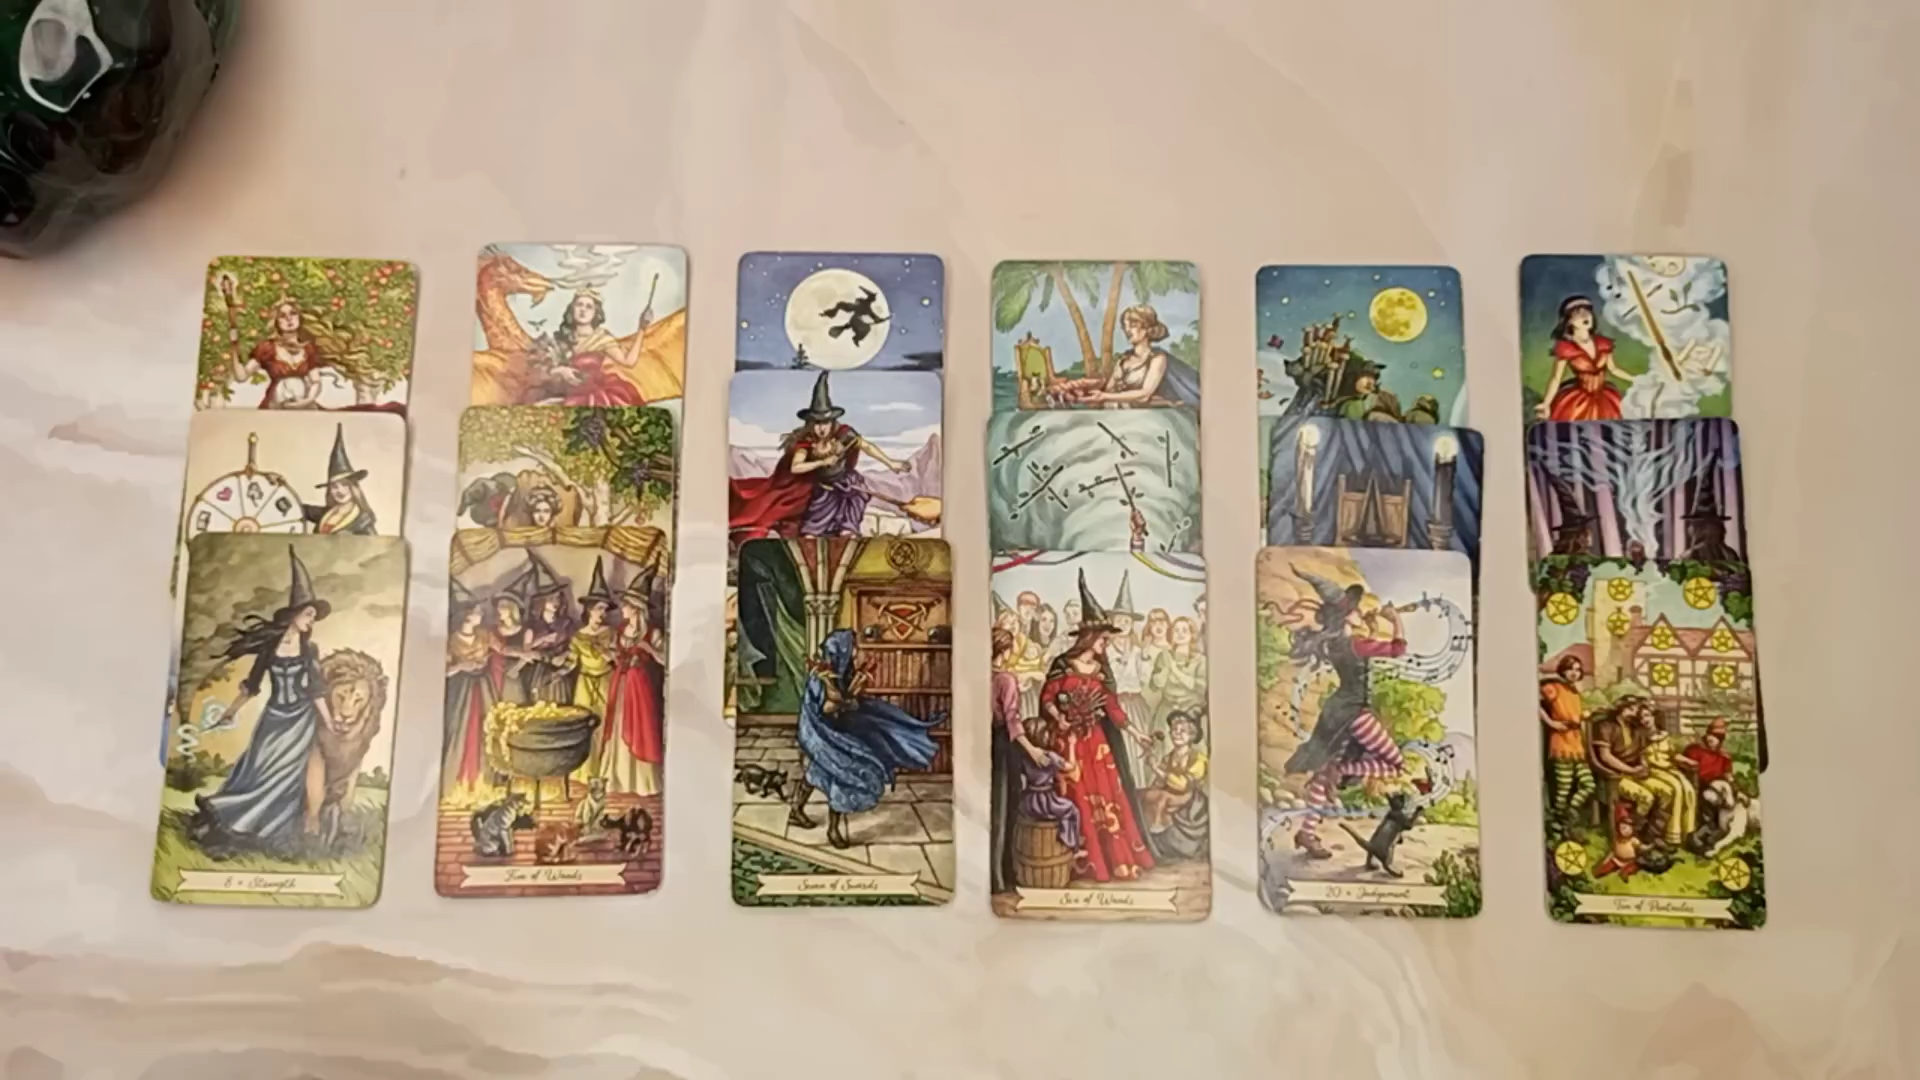 8 * Strength
Five of Wands
Seven of Swords
Six of Wands
20 * Judgement
Ten of Pentacles